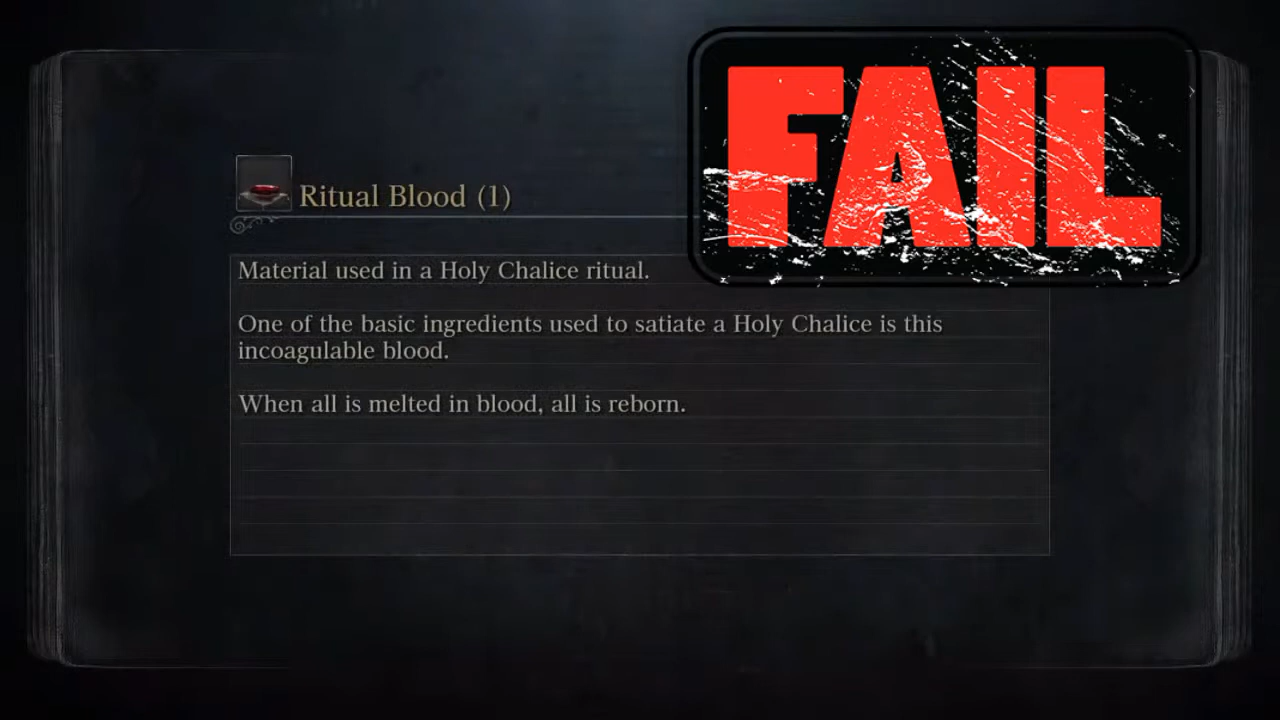 FAIL
Ritual Blood (1)
Material used in a Holy Chalice ritual.
One of the basic ingredients used to satiate a Holy Chalice is this
incoagulable blood.
When all is melted in blood, all is reborn.